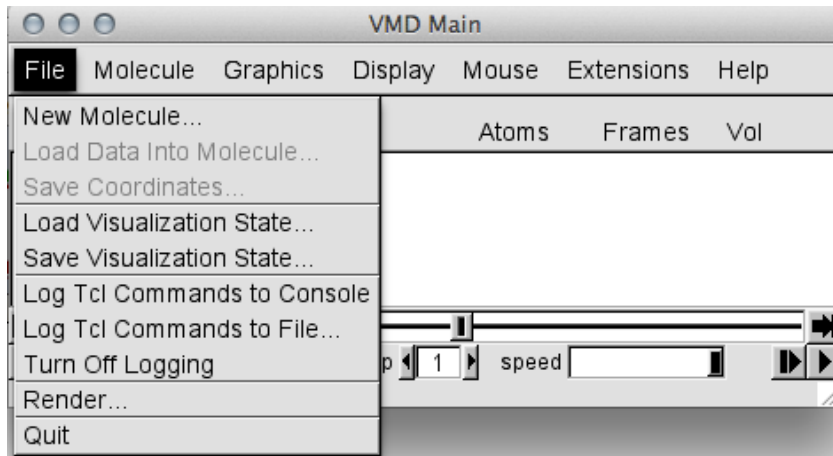 VMD Main
File Molecule Graphics Display Mouse Extensions Help
New Molecule...
Load Data Into Molecule...
Save Coordinates...
Load Visualization State...
Save Visualization State...
Log Tcl Commands to Console
Log Tcl Commands to File...
Turn Off Logging
Render...
Quit
Atoms Frames Vol
p 1 speed